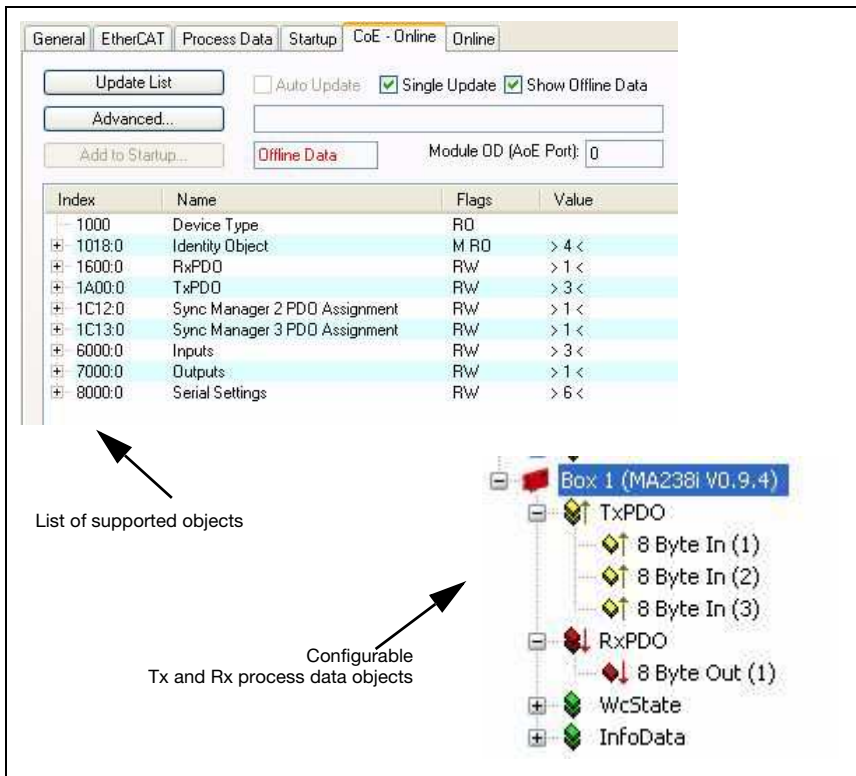 General EtherCAT Process Data Startup CoE - Online Online
Update List Auto Update Single Update Show Offline Data
Advanced...
Add to Startup... Offline Data Module OD (AoE Port): 0
Index Name Flags Value
1000 Device Type RO
1018:0 Identity Object M RO > 4 <
1600:0 RxPDO RW > 1 <
1A00:0 TxPDO RW > 3 <
1C12:0 Sync Manager 2 PDO Assignment RW > 1 <
1C13:0 Sync Manager 3 PDO Assignment RW > 1 <
6000:0 Inputs RW > 3 <
7000:0 Outputs RW > 1 <
8000:0 Serial Settings RW > 6 <
List of supported objects
Box 1 (MA238i V0.9.4)
TxPDO
8 Byte In (1)
8 Byte In (2)
8 Byte In (3)
RxPDO
8 Byte Out (1)
WcState
InfoData
Configurable
Tx and Rx process data objects